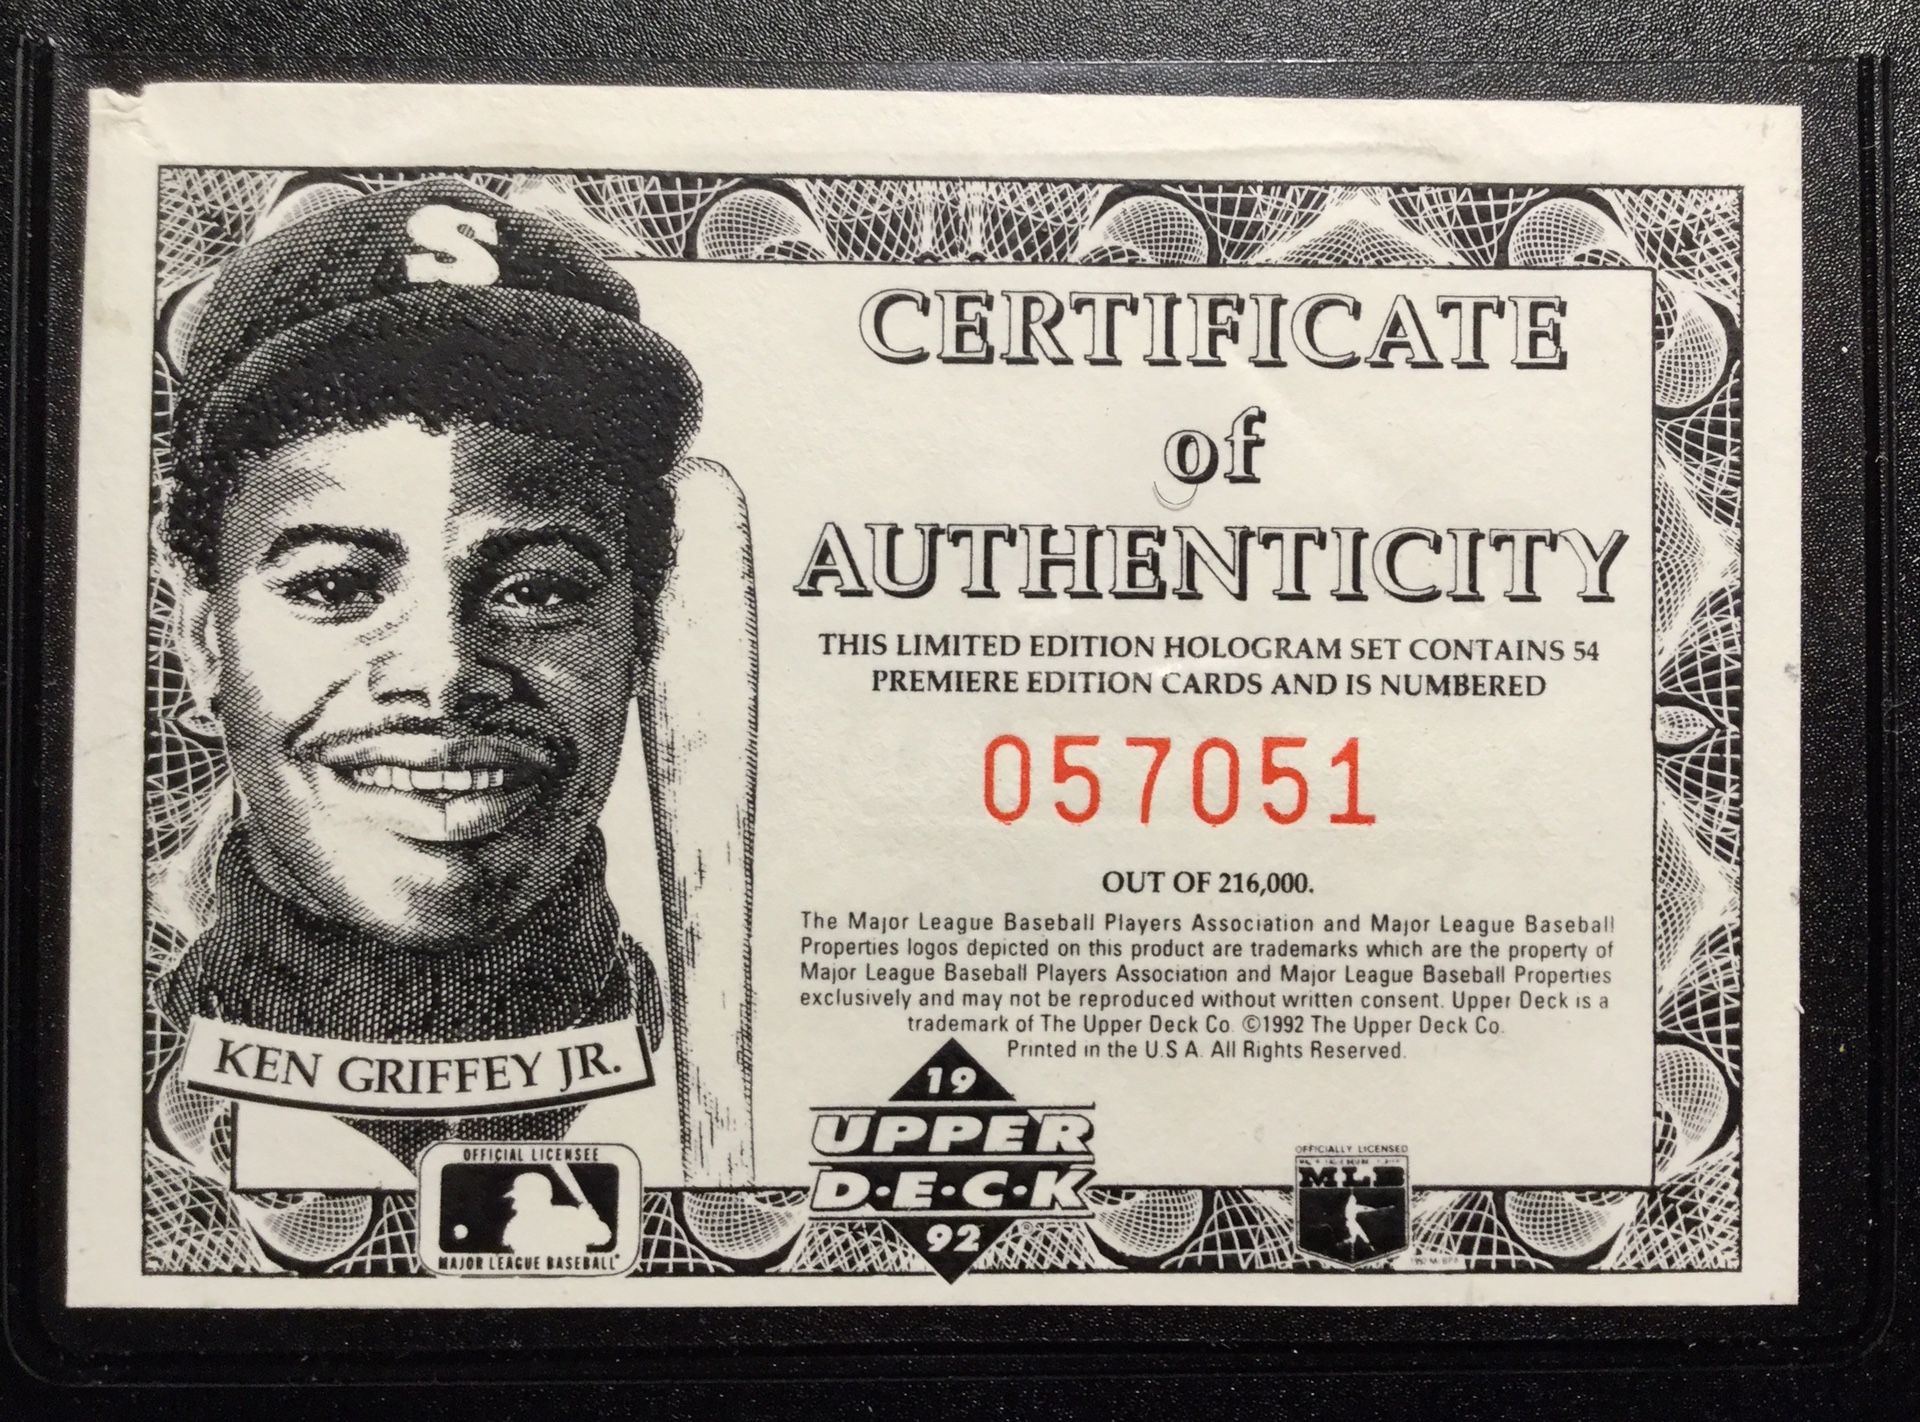 S
CERTIFICATE
of
AUTHENTICITY
THIS LIMITED EDITION HOLOGRAM SET CONTAINS 54
PREMIERE EDITION CARDS AND IS NUMBERED
057051
OUT OF 216,000.
The Major League Baseball Players Association and Major League Baseball
Properties logos depicted on this product are trademarks which are the property of
Major League Baseball Players Association and Major League Baseball Properties
exclusively and may not be reproduced without written consent. Upper Deck is a
trademark of The Upper Deck Co. ©1992 The Upper Deck Co.
Printed in the U.S.A. All Rights Reserved.
KEN GRIFFEY JR.
OFFICIAL LICENSEE
MAJOR LEAGUE BASEBALL
19
UPPER
D·E·C·K
92
OFFICIALLY LICENSED
MLB